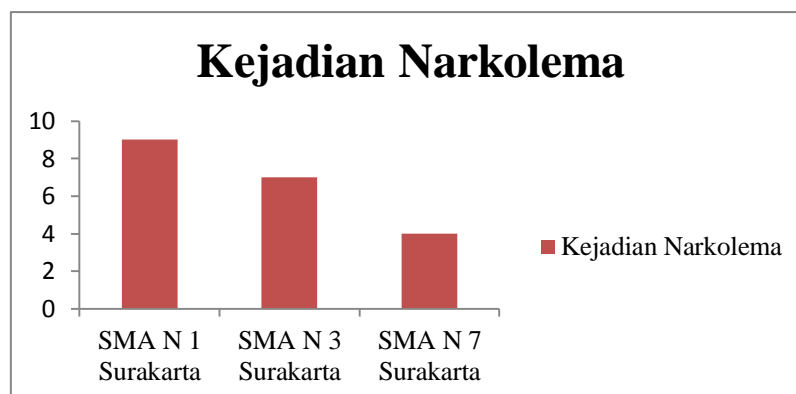 Kejadian Narkolema
10
8
6
4
2
0
SMA N 1
Surakarta
SMA N 3
Surakarta
SMA N 7
Surakarta
Kejadian Narkolema